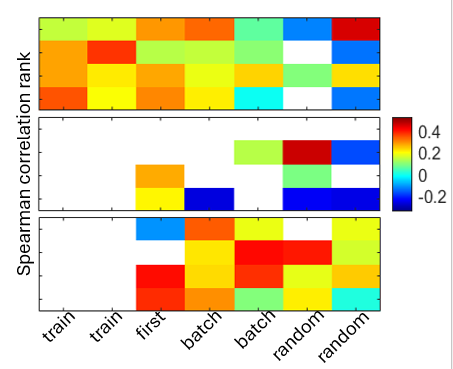 Spearman correlation rank
0.4
0.2
0
-0.2
train
train
first
batch
batch
random
random